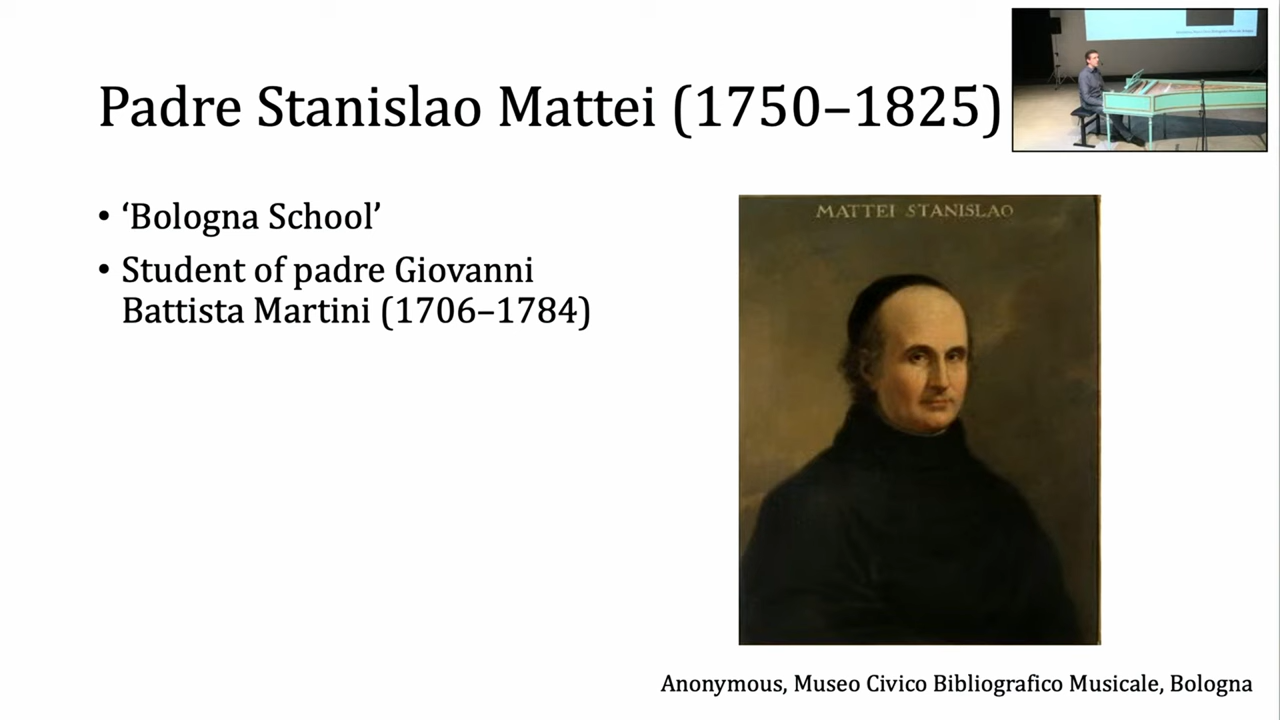 Padre Stanislao Mattei (1750–1825)
• ‘Bologna School’
• Student of padre Giovanni
Battista Martini (1706–1784)
MATTEI STANISLAO
Anonymous, Museo Civico Bibliografico Musicale, Bologna